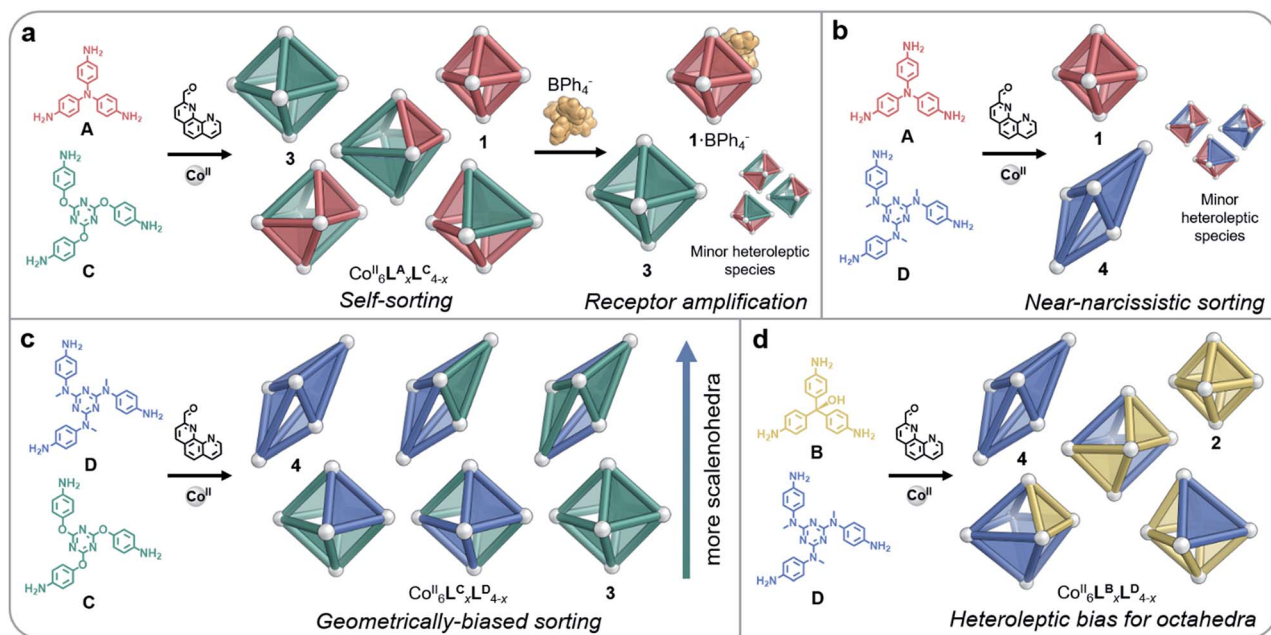 a
NH₂
N
H₂N
NH₂
A
NH₂
O
N
N
O
N
O
NH₂
H₂N
C
O
N
N
Coᴵᴵ
3
1
Coᴵᴵ₆LᴬₓLᶜ₄₋ₓ
Self-sorting
BPh₄⁻
1·BPh₄⁻
3
Minor heteroleptic
species
Receptor amplification
b
NH₂
N
H₂N
NH₂
A
NH₂
N
N
N
N
N
N
NH₂
H₂N
D
O
N
N
Coᴵᴵ
1
4
Minor
heteroleptic
species
Near-narcissistic sorting
c
NH₂
N
N
N
N
N
N
NH₂
H₂N
D
NH₂
O
N
N
O
N
O
NH₂
H₂N
C
O
N
N
Coᴵᴵ
4
3
Coᴵᴵ₆LᶜₓLᴰ₄₋ₓ
Geometrically-biased sorting
more scalenohedra
d
NH₂
OH
H₂N
NH₂
B
NH₂
N
N
N
N
N
N
NH₂
H₂N
D
O
N
N
Coᴵᴵ
4
2
Coᴵᴵ₆LᴮₓLᴰ₄₋ₓ
Heteroleptic bias for octahedra